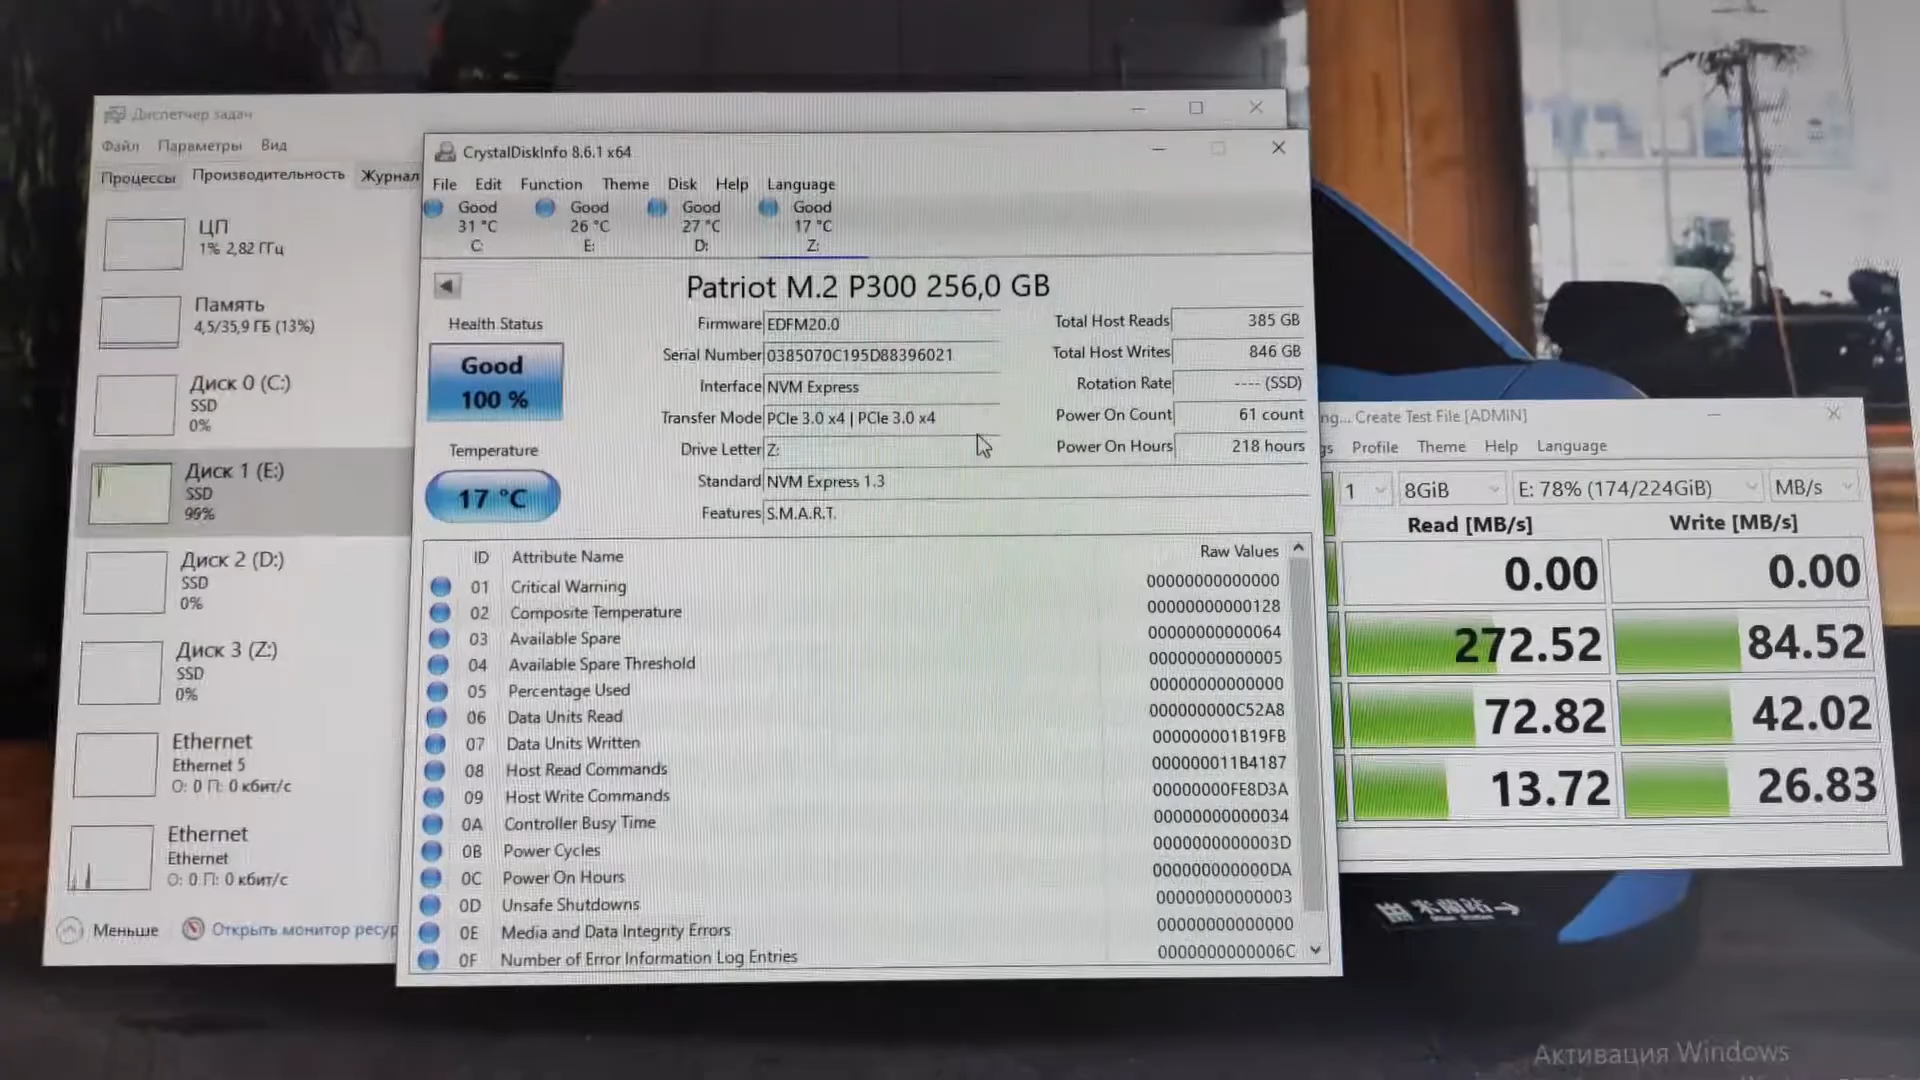 Диспетчер задач
Файл Параметры Вид
Процессы Производительность Журнал
ЦП
1% 2,82 ГГц
Память
4,5/35,9 ГБ (13%)
Диск 0 (C:)
SSD
0%
Диск 1 (E:)
SSD
99%
Диск 2 (D:)
SSD
0%
Диск 3 (Z:)
SSD
0%
Ethernet
Ethernet 5
О: 0 П: 0 кбит/с
Ethernet
Ethernet
О: 0 П: 0 кбит/с
Меньше Открыть монитор ресур
CrystalDiskInfo 8.6.1 x64
File Edit Function Theme Disk Help Language
Good Good Good Good
31 °C 26 °C 27 °C 17 °C
C: E: D: Z:
Patriot M.2 P300 256,0 GB
Health Status
Good
100 %
Temperature
17 °C
Firmware EDFM20.0
Serial Number 0385070C195D88396021
Interface NVM Express
Transfer Mode PCIe 3.0 x4 | PCIe 3.0 x4
Drive Letter Z:
Standard NVM Express 1.3
Features S.M.A.R.T.
Total Host Reads 385 GB
Total Host Writes 846 GB
Rotation Rate ---- (SSD)
Power On Count 61 count
Power On Hours 218 hours
ID Attribute Name Raw Values
01 Critical Warning 00000000000000
02 Composite Temperature 00000000000128
03 Available Spare 00000000000064
04 Available Spare Threshold 00000000000005
05 Percentage Used 00000000000000
06 Data Units Read 000000000C52A8
07 Data Units Written 000000001B19FB
08 Host Read Commands 000000011B4187
09 Host Write Commands 00000000FE8D3A
0A Controller Busy Time 00000000000034
0B Power Cycles 0000000000003D
0C Power On Hours 000000000000DA
0D Unsafe Shutdowns 00000000000003
0E Media and Data Integrity Errors 00000000000000
0F Number of Error Information Log Entries 0000000000006C
ng... Create Test File [ADMIN]
gs Profile Theme Help Language
1 8GiB E: 78% (174/224GiB) MB/s
Read [MB/s] Write [MB/s]
0.00 0.00
272.52 84.52
72.82 42.02
13.72 26.83
Активация Windows